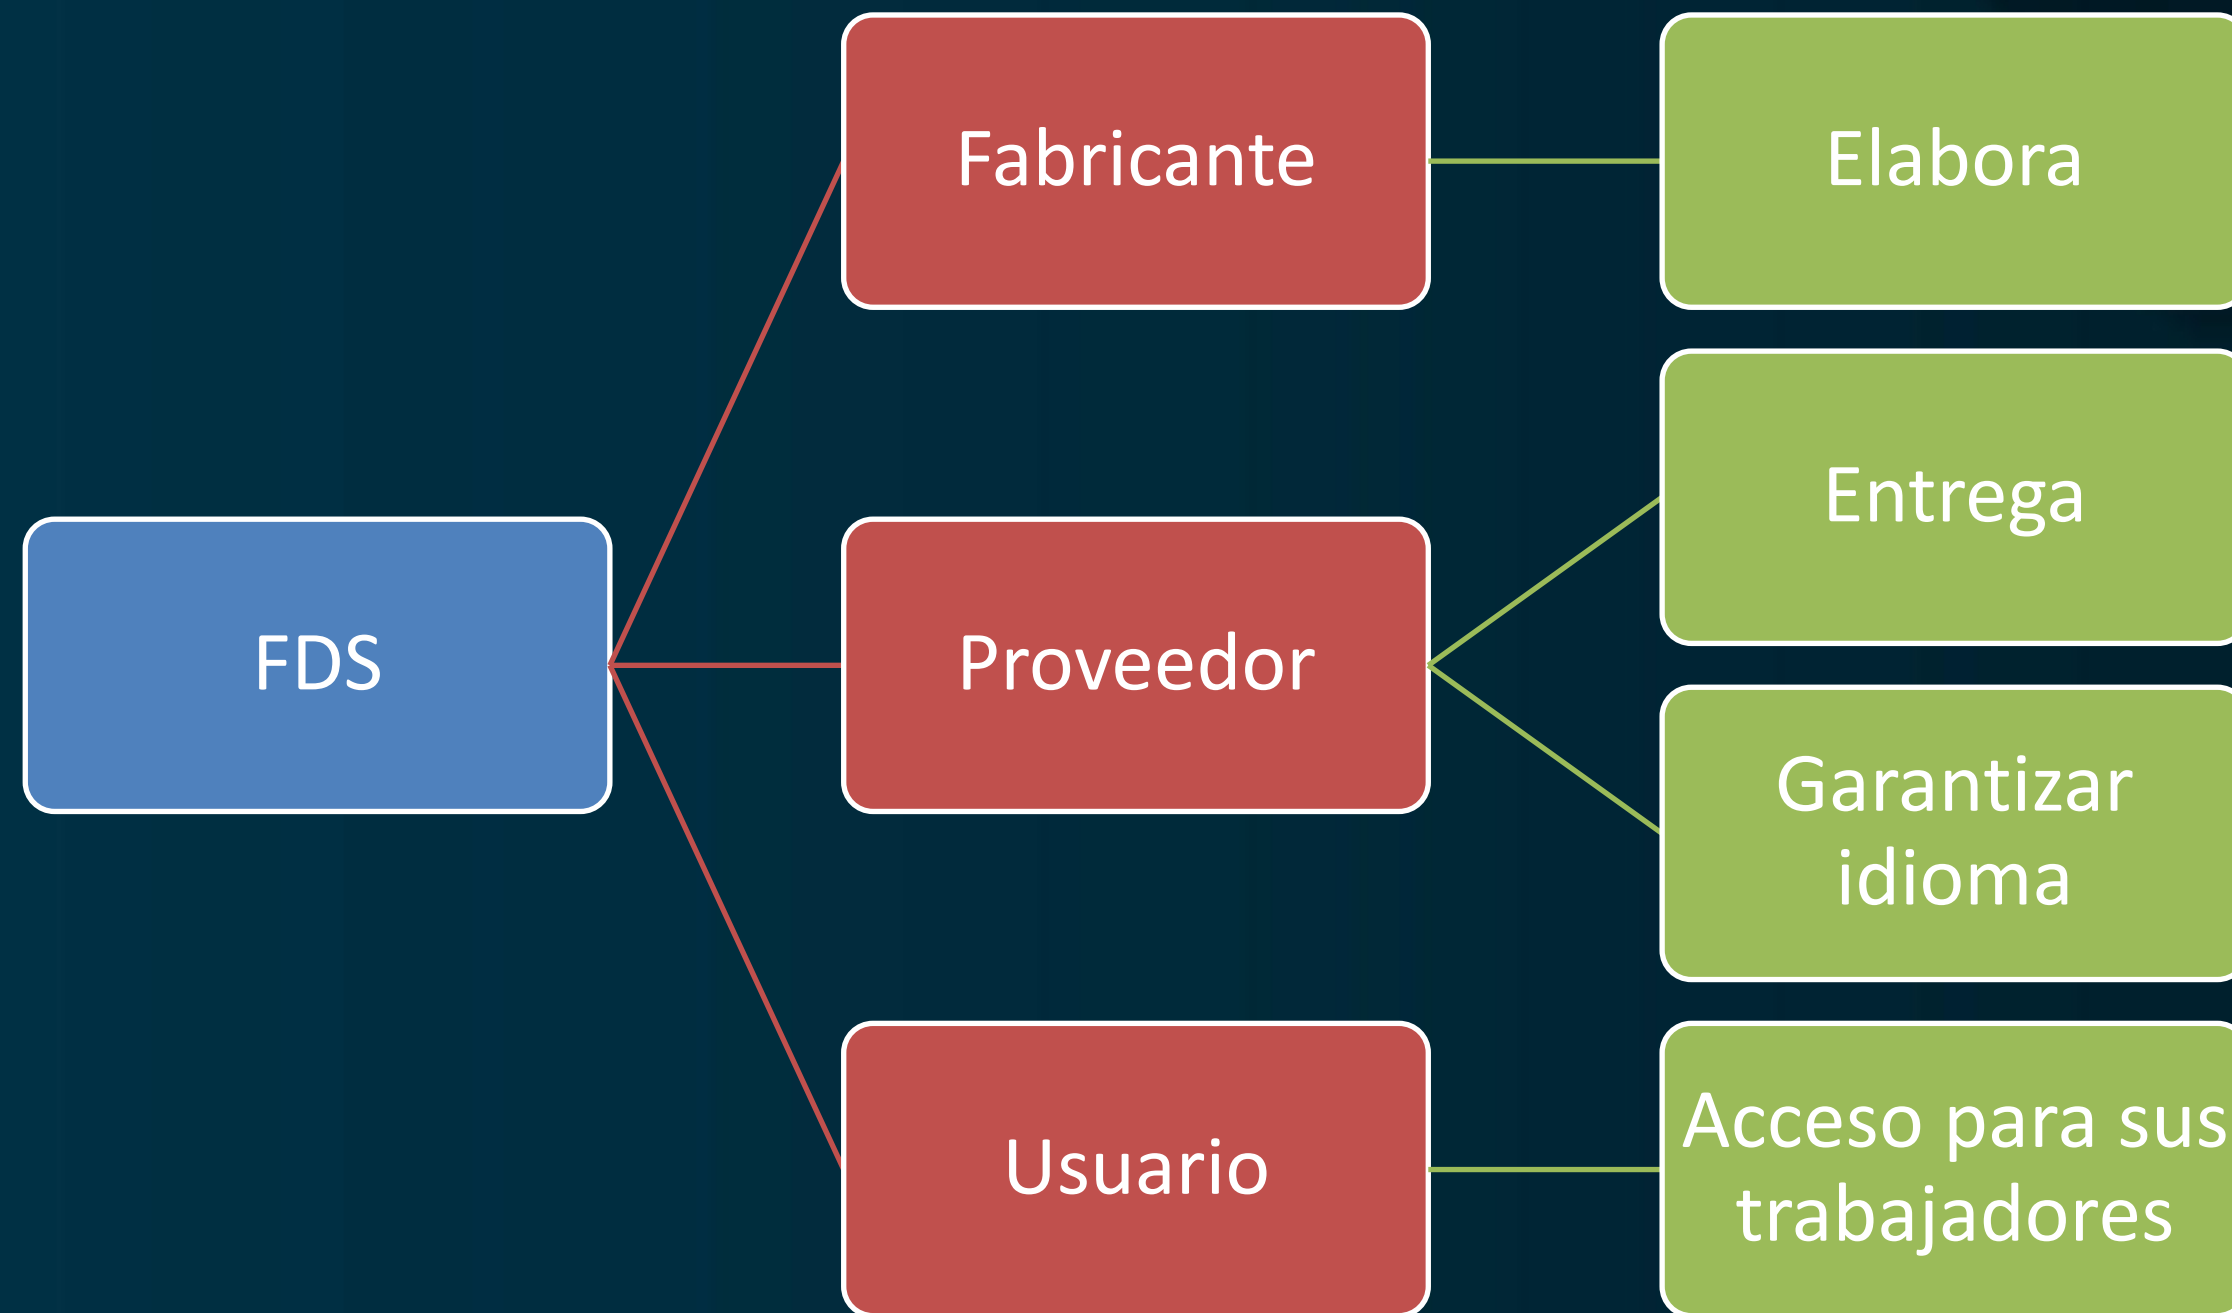 FDS
Fabricante
Elabora
Proveedor
Entrega
Garantizar
idioma
Usuario
Acceso para sus
trabajadores